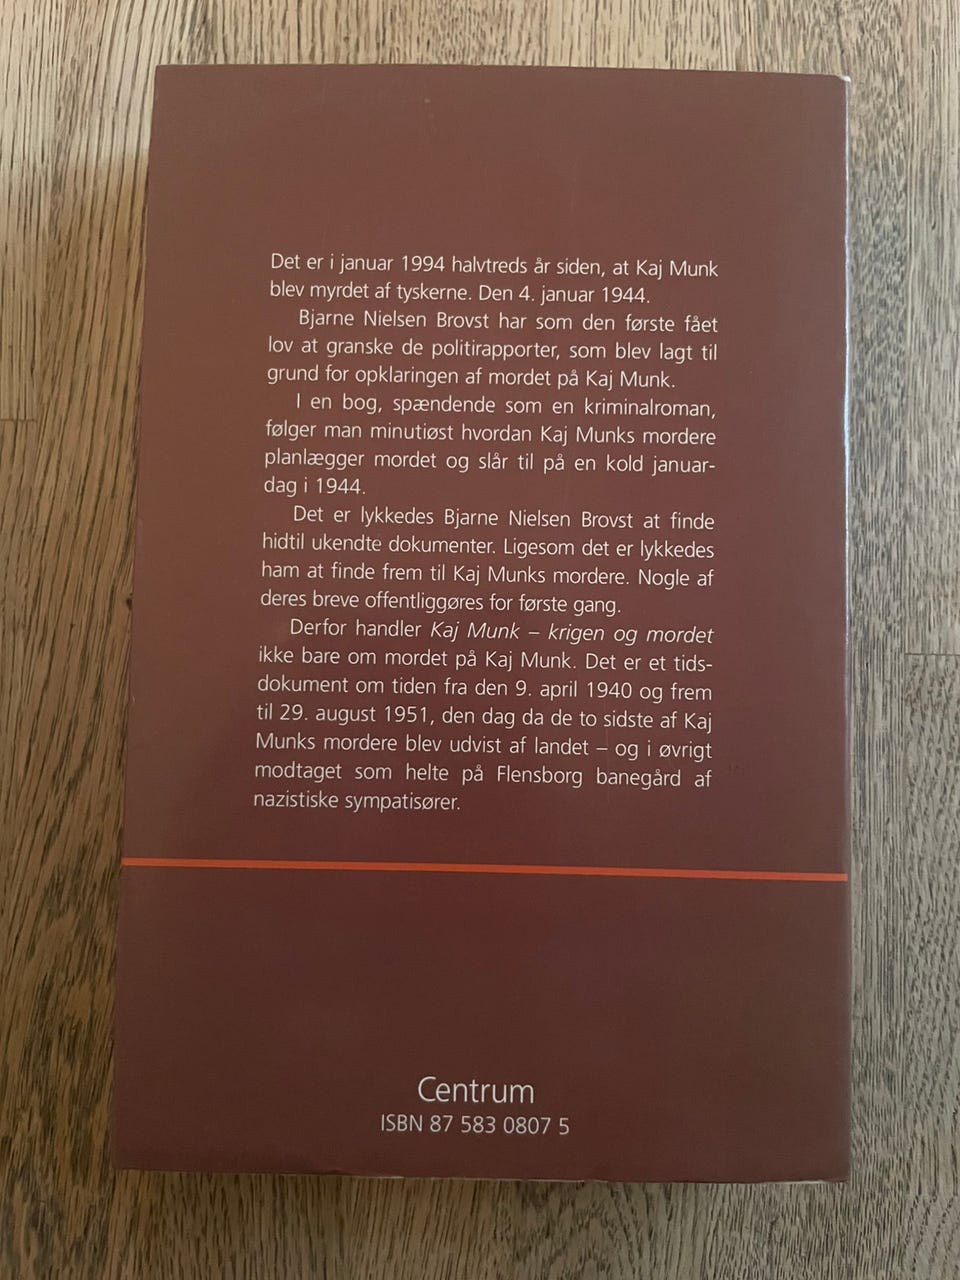 Det er i januar 1994 halvtreds år siden, at Kaj Munk
blev myrdet af tyskerne. Den 4. januar 1944.
Bjarne Nielsen Brovst har som den første fået
lov at granske de politirapporter, som blev lagt til
grund for opklaringen af mordet på Kaj Munk.
I en bog, spændende som en kriminalroman,
følger man minutiøst hvordan Kaj Munks mordere
planlægger mordet og slår til på en kold januar-
dag i 1944.
Det er lykkedes Bjarne Nielsen Brovst at finde
hidtil ukendte dokumenter. Ligesom det er lykkedes
ham at finde frem til Kaj Munks mordere. Nogle af
deres breve offentliggøres for første gang.
Derfor handler Kaj Munk – krigen og mordet
ikke bare om mordet på Kaj Munk. Det er et tids-
dokument om tiden fra den 9. april 1940 og frem
til 29. august 1951, den dag da de to sidste af Kaj
Munks mordere blev udvist af landet – og i øvrigt
modtaget som helte på Flensborg banegård af
nazistiske sympatisører.
Centrum
ISBN 87 583 0807 5